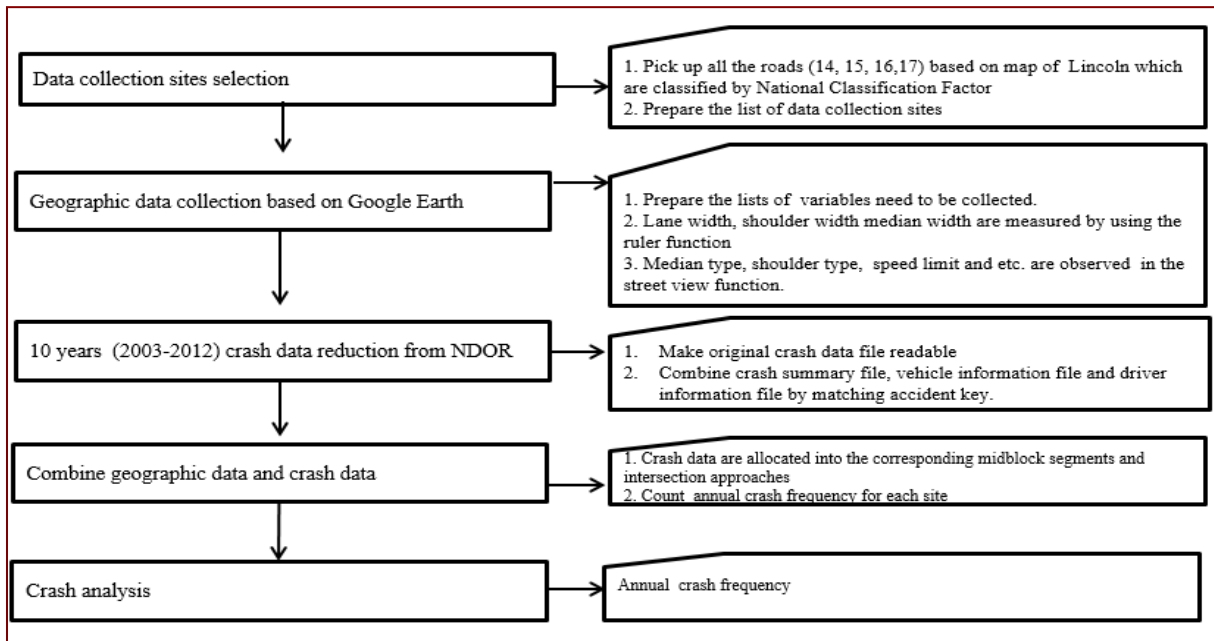 Data collection sites selection
1. Pick up all the roads (14, 15, 16,17) based on map of Lincoln which
are classified by National Classification Factor
2. Prepare the list of data collection sites
Geographic data collection based on Google Earth
1. Prepare the lists of variables need to be collected.
2. Lane width, shoulder width median width are measured by using the
ruler function
3. Median type, shoulder type, speed limit and etc. are observed in the
street view function.
10 years (2003-2012) crash data reduction from NDOR
1. Make original crash data file readable
2. Combine crash summary file, vehicle information file and driver
information file by matching accident key.
Combine geographic data and crash data
1. Crash data are allocated into the corresponding midblock segments and
intersection approaches
2. Count annual crash frequency for each site
Crash analysis
Annual crash frequency